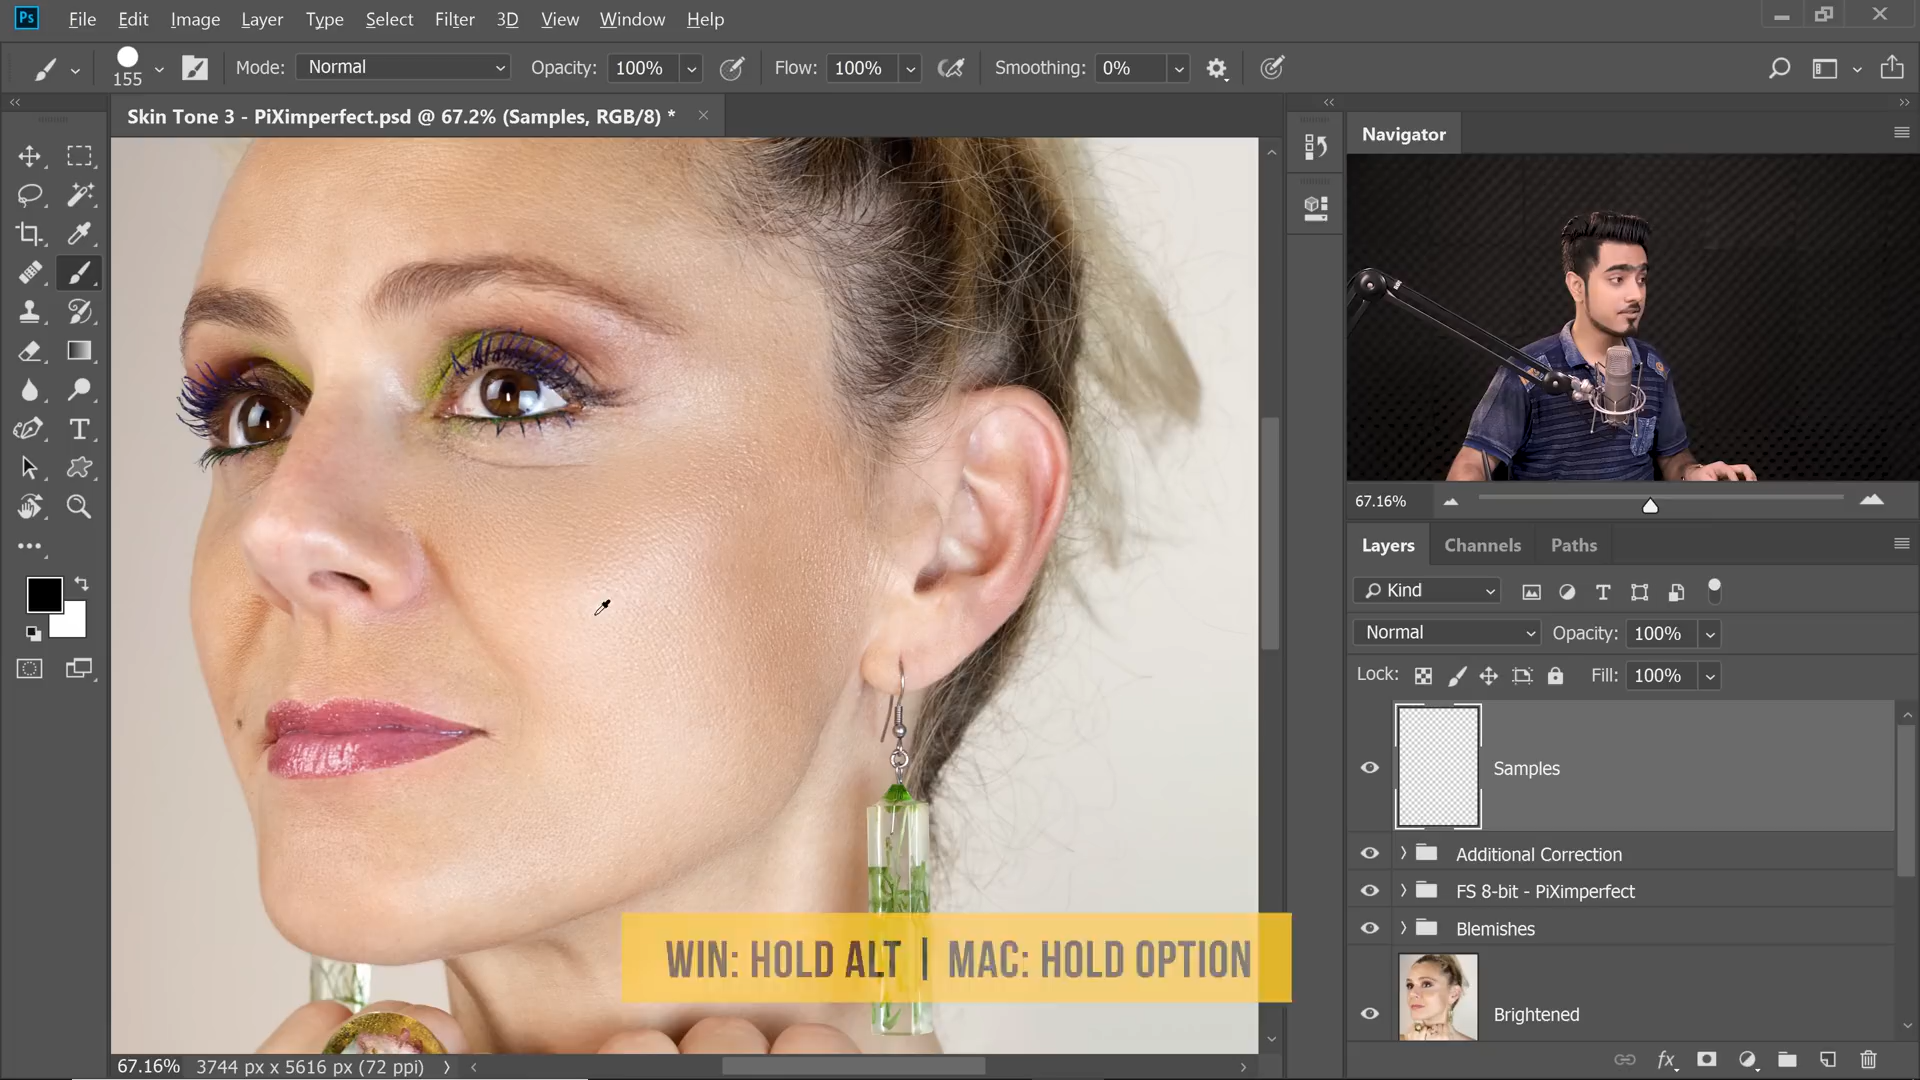 Ps File Edit Image Layer Type Select Filter 3D View Window Help
155 Mode: Normal Opacity: 100% Flow: 100% Smoothing: 0%
Skin Tone 3 - PiXimperfect.psd @ 67.2% (Samples, RGB/8) *
Navigator
67.16%
Layers Channels Paths
Kind
Normal Opacity: 100%
Lock: Fill: 100%
Samples
Additional Correction
FS 8-bit - PiXimperfect
Blemishes
Brightened
WIN: HOLD ALT | MAC: HOLD OPTION
67.16% 3744 px x 5616 px (72 ppi)